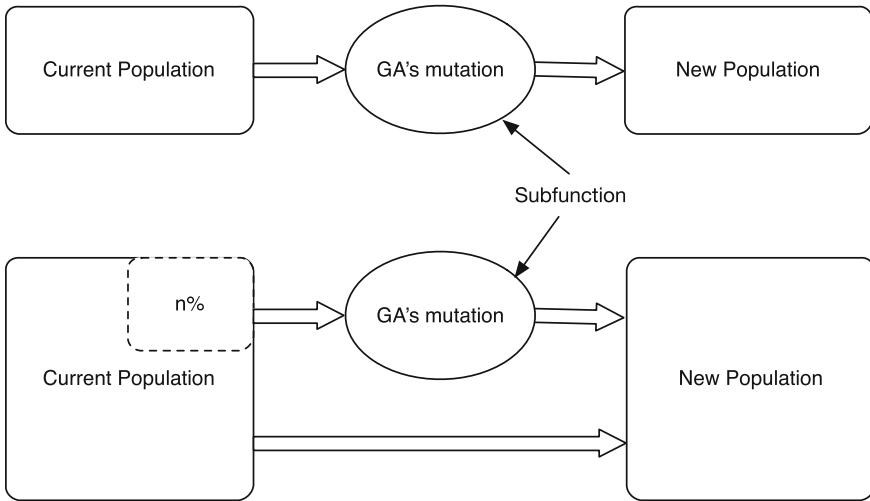 Current Population
GA's mutation
New Population
Subfunction
n%
GA's mutation
Current Population
New Population